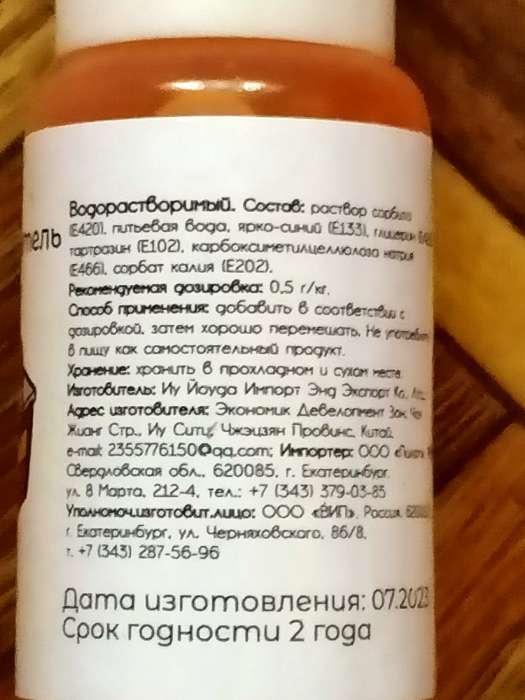 Водорастворимый. Состав: раствор сорбита
(Е420), питьевая вода, ярко-синий (Е133), глицерин
тель
тартразин (Е102), карбоксиметилцеллюлоза натрия
(Е466), сорбат калия (Е202).
Рекомендуемая дозировка: 0,5 г/кг.
Способ применения: добавить в соответствии с
дозировкой, затем хорошо перемешать. Не употреблять
в пищу как самостоятельный продукт.
Хранение: хранить в прохладном и сухом месте.
Изготовитель: Иу Йоуда Импорт Энд Экспорт Ко.,
Адрес изготовителя: Экономик Девелопмент Зон, Чен
Жианг Стр., Иу Сити, Чжэцзян Провинс, Китай.
e-mail: 2355776150@qq.com; Импортер: ООО
Свердловская обл., 620085, г. Екатеринбург,
ул. 8 Марта, 212-4, тел.: +7 (343) 379-03-85
Уполномоч.изготовит.лицо: ООО «ВИП», Россия,
г. Екатеринбург, ул. Черняховского, 86/8,
т. +7 (343) 287-56-96
Дата изготовления: 07.2023
Срок годности 2 года